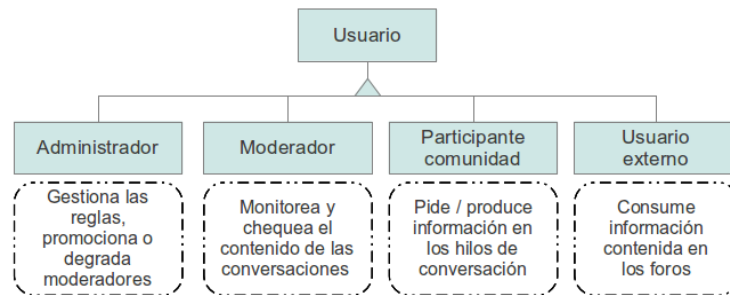 Usuario
Administrador
Moderador
Participante
comunidad
Usuario
externo
Gestiona las
reglas,
promociona o
degrada
moderadores
Monitorea y
chequea el
contenido de las
conversaciones
Pide / produce
información en
los hilos de
conversación
Consume
información
contenida en
los foros